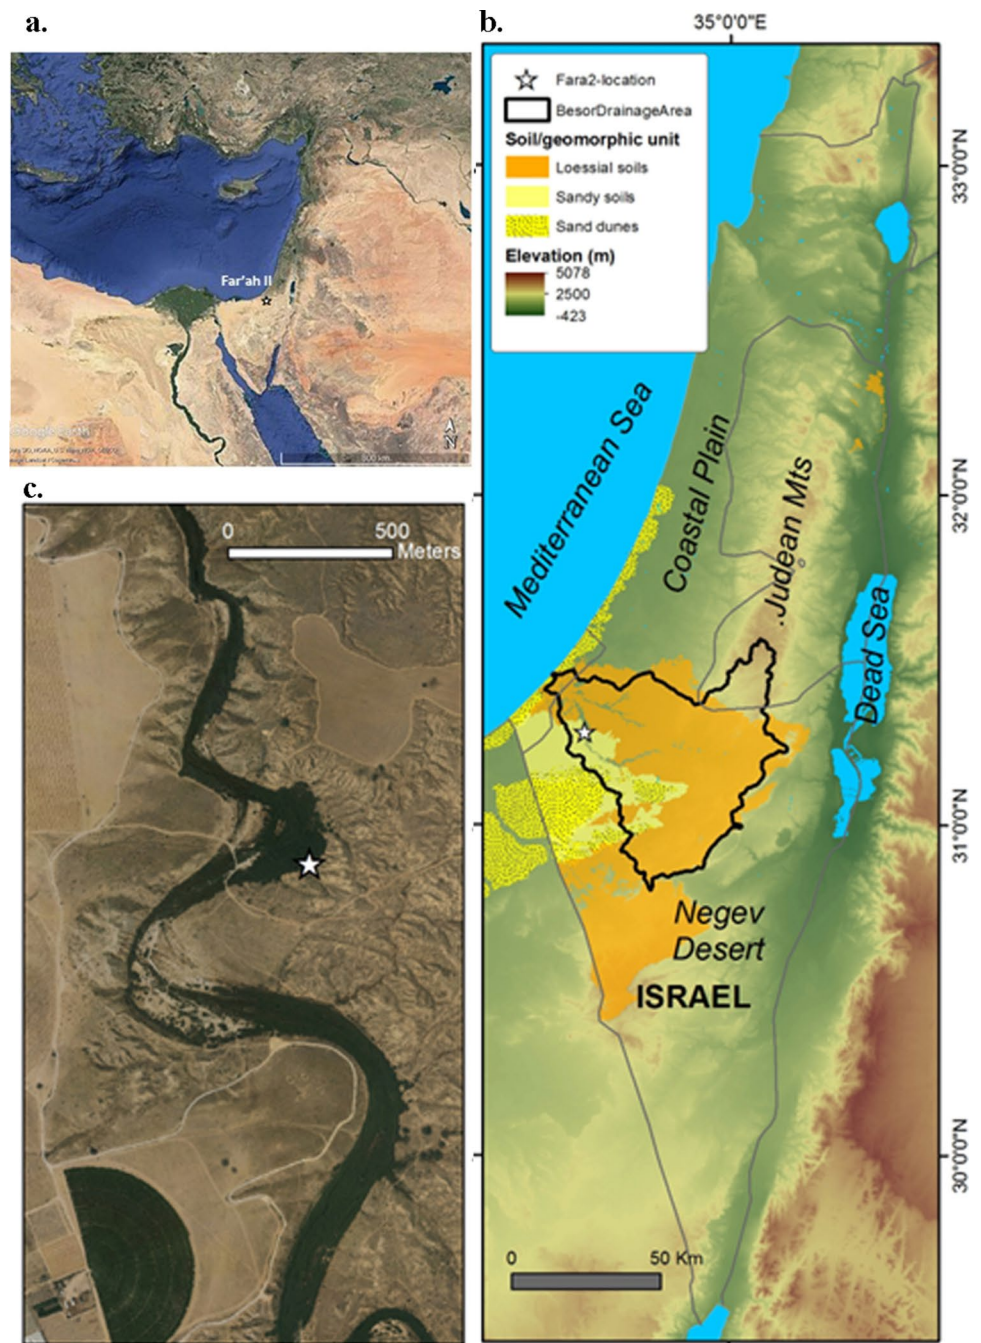 a.
Far'ah II
N
500 km
b.
35°0'0"E
Fara2-location
BesorDrainageArea
Soil/geomorphic unit
Loessial soils
Sandy soils
Sand dunes
Elevation (m)
5078
2500
-423
33°0'0"N
32°0'0"N
31°0'0"N
30°0'0"N
Mediterranean Sea
Coastal Plain
Judean Mts
Dead Sea
Negev
Desert
ISRAEL
0 50 Km
c.
0 500
Meters